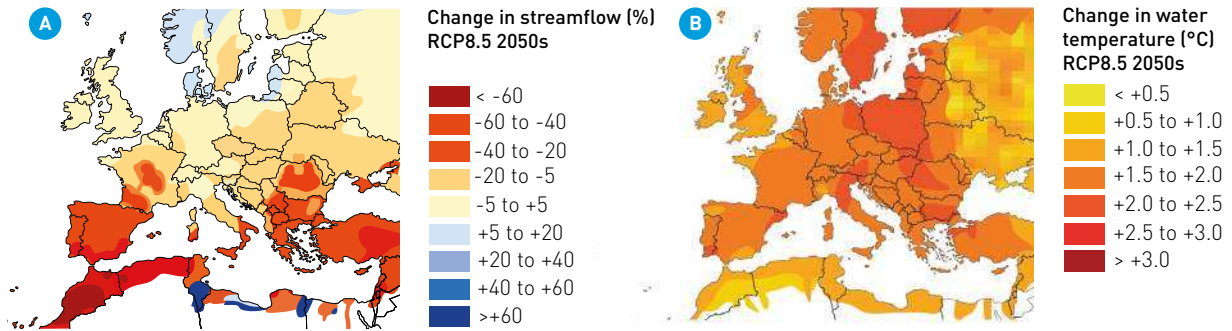 A
Change in streamflow (%)
RCP8.5 2050s
< -60
-60 to -40
-40 to -20
-20 to -5
-5 to +5
+5 to +20
+20 to +40
+40 to +60
>+60
B
Change in water
temperature (°C)
RCP8.5 2050s
< +0.5
+0.5 to +1.0
+1.0 to +1.5
+1.5 to +2.0
+2.0 to +2.5
+2.5 to +3.0
> +3.0